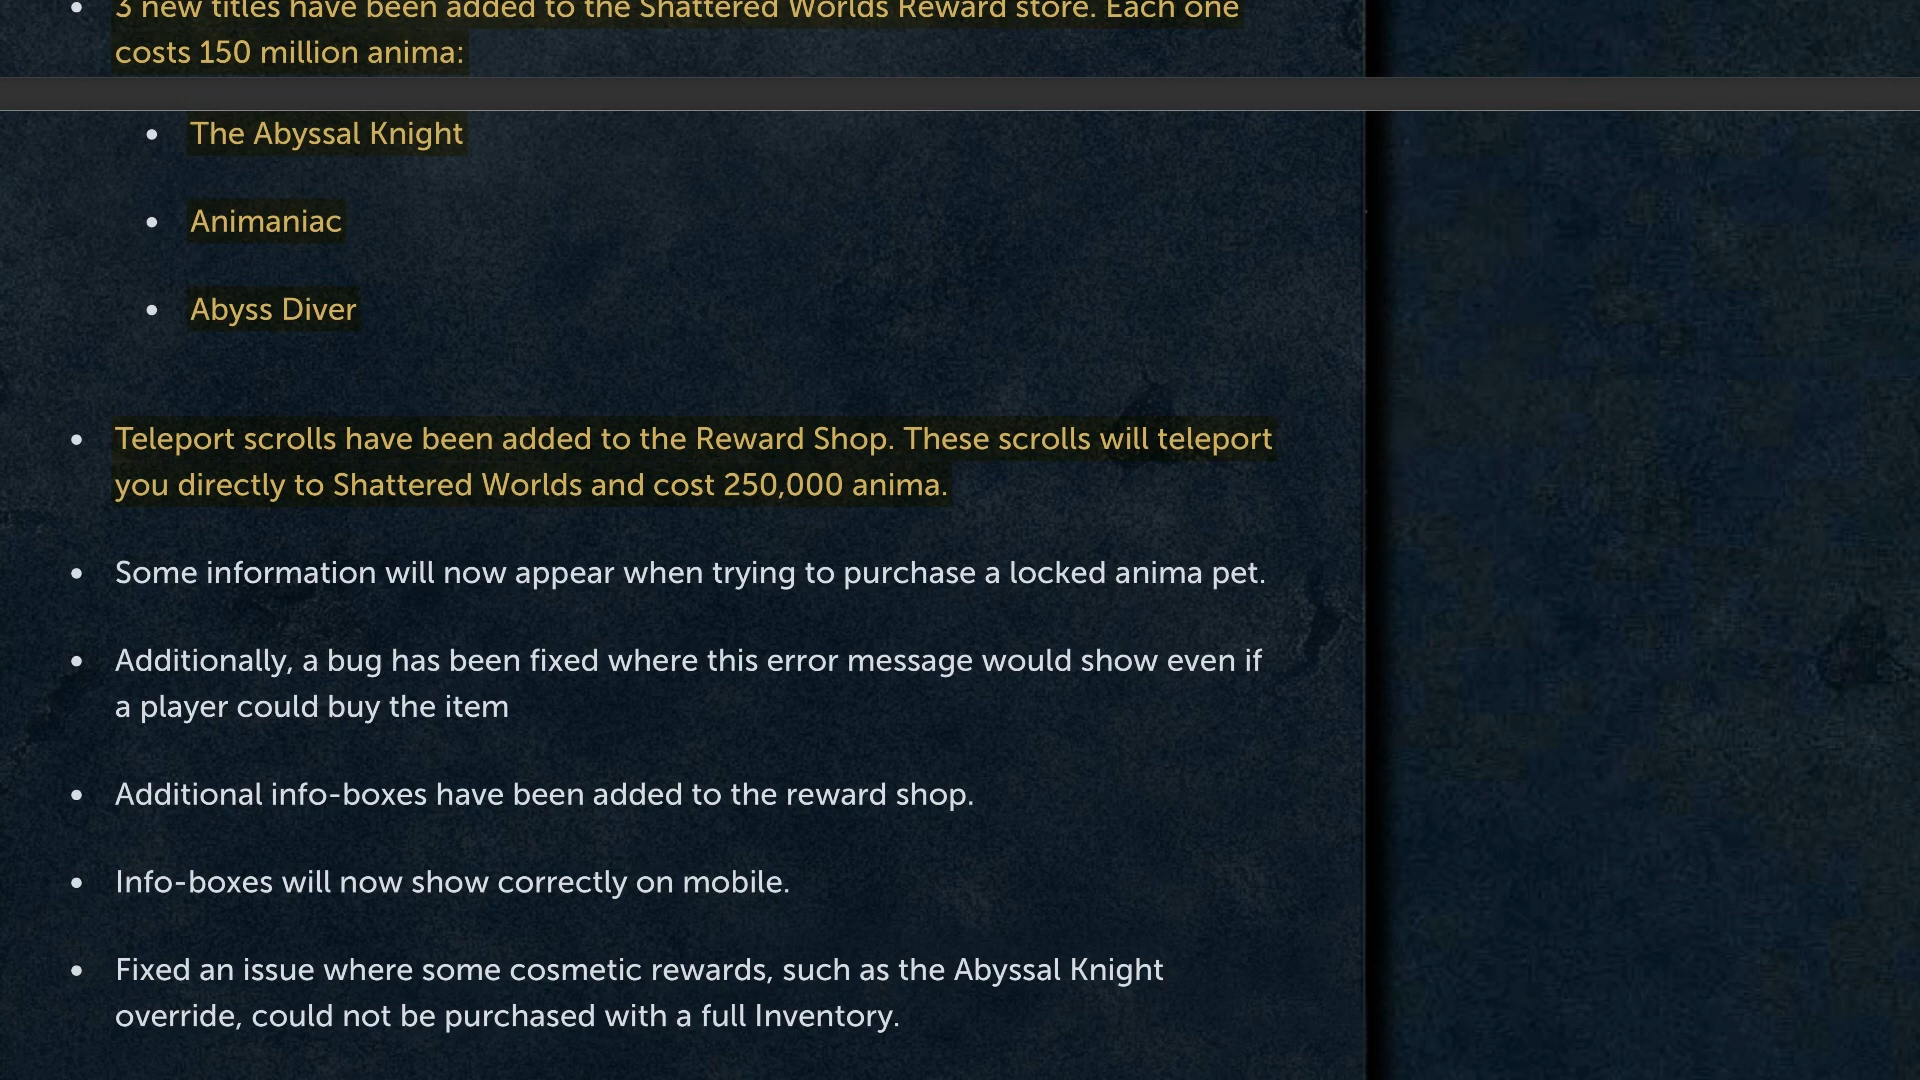 3 new titles have been added to the Shattered Worlds Reward store. Each one
costs 150 million anima:
The Abyssal Knight
Animaniac
Abyss Diver
Teleport scrolls have been added to the Reward Shop. These scrolls will teleport
you directly to Shattered Worlds and cost 250,000 anima.
Some information will now appear when trying to purchase a locked anima pet.
Additionally, a bug has been fixed where this error message would show even if
a player could buy the item
Additional info-boxes have been added to the reward shop.
Info-boxes will now show correctly on mobile.
Fixed an issue where some cosmetic rewards, such as the Abyssal Knight
override, could not be purchased with a full Inventory.